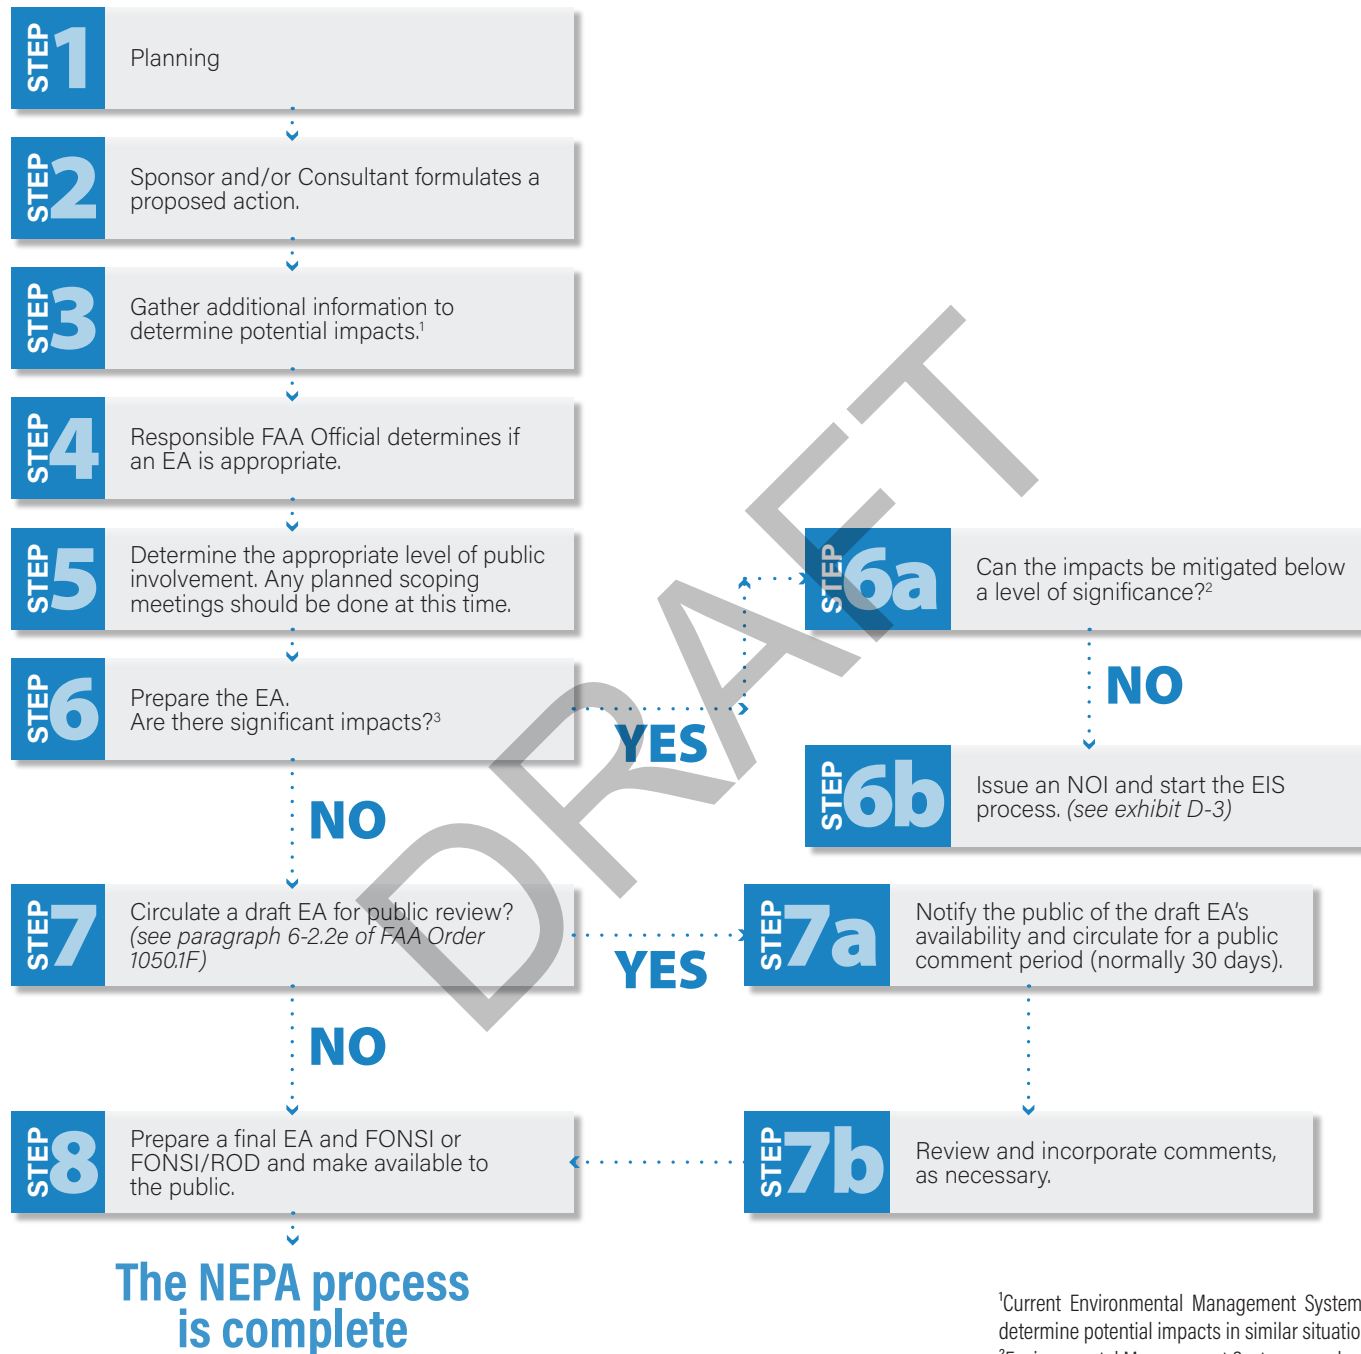 STEP 1
Planning
STEP 2
Sponsor and/or Consultant formulates a
proposed action.
STEP 3
Gather additional information to
determine potential impacts.¹
STEP 4
Responsible FAA Official determines if
an EA is appropriate.
STEP 5
Determine the appropriate level of public
involvement. Any planned scoping
meetings should be done at this time.
STEP 6
Prepare the EA.
Are there significant impacts?³
YES
STEP 6a
Can the impacts be mitigated below
a level of significance?²
NO
STEP 6b
Issue an NOI and start the EIS
process. (see exhibit D-3)
NO
STEP 7
Circulate a draft EA for public review?
(see paragraph 6-2.2e of FAA Order
1050.1F)
YES
STEP 7a
Notify the public of the draft EA's
availability and circulate for a public
comment period (normally 30 days).
NO
STEP 7b
Review and incorporate comments,
as necessary.
STEP 8
Prepare a final EA and FONSI or
FONSI/ROD and make available to
the public.
The NEPA process
is complete
DRAFT
¹Current Environmental Management System
determine potential impacts in similar situatio